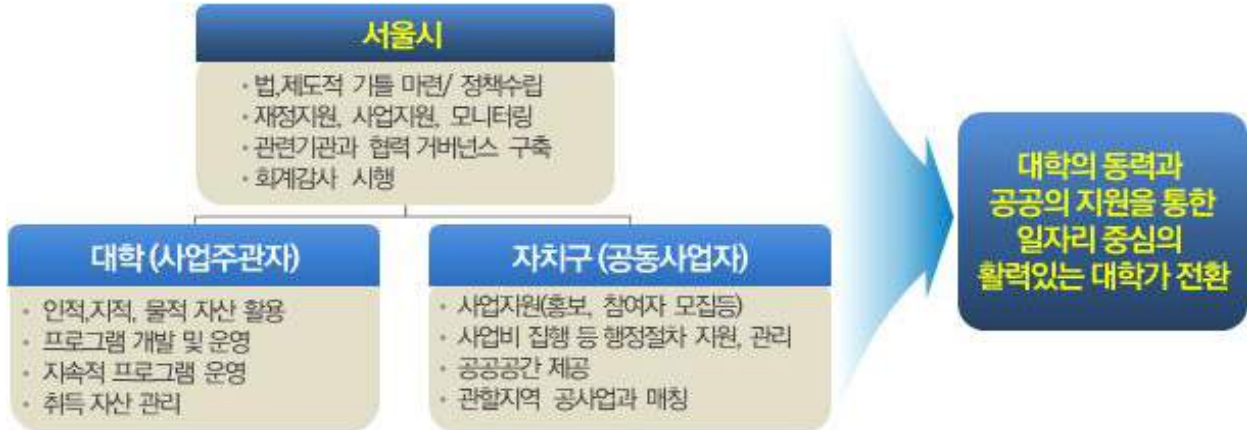 서울시
· 법,제도적 기틀 마련/ 정책수립
· 재정지원, 사업지원, 모니터링
· 관련기관과 협력 거버넌스 구축
· 회계감사 시행
대학 (사업주관자)
· 인적,지적, 물적 자산 활용
· 프로그램 개발 및 운영
· 지속적 프로그램 운영
· 취득 자산 관리
자치구 (공동사업자)
· 사업지원(홍보, 참여자 모집등)
· 사업비 집행 등 행정절차 지원, 관리
· 공공공간 제공
· 관할지역 공사업과 매칭
대학의 동력과
공공의 지원을 통한
일자리 중심의
활력있는 대학가 전환